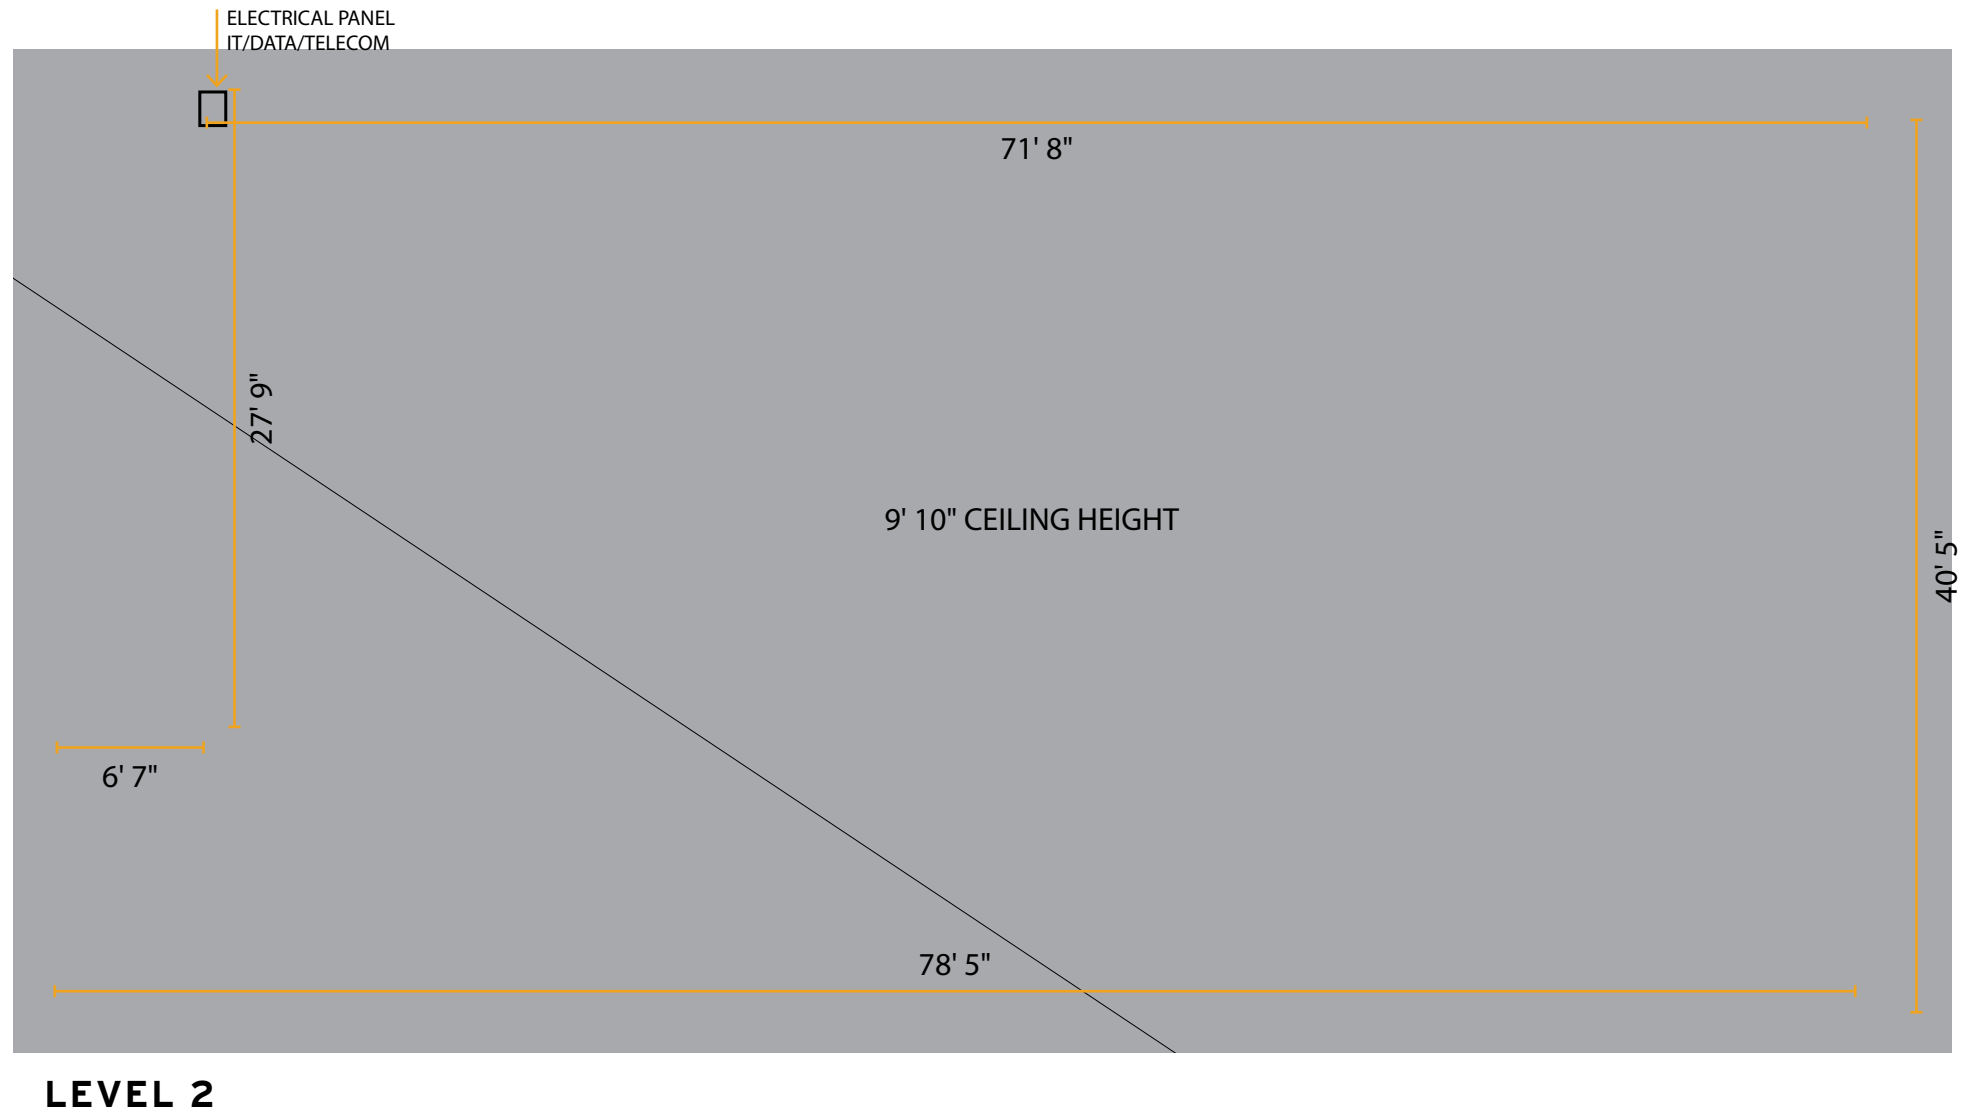 ELECTRICAL PANEL
IT/DATA/TELECOM
71' 8"
27' 9"
9' 10" CEILING HEIGHT
40' 5"
6' 7"
78' 5"
LEVEL 2